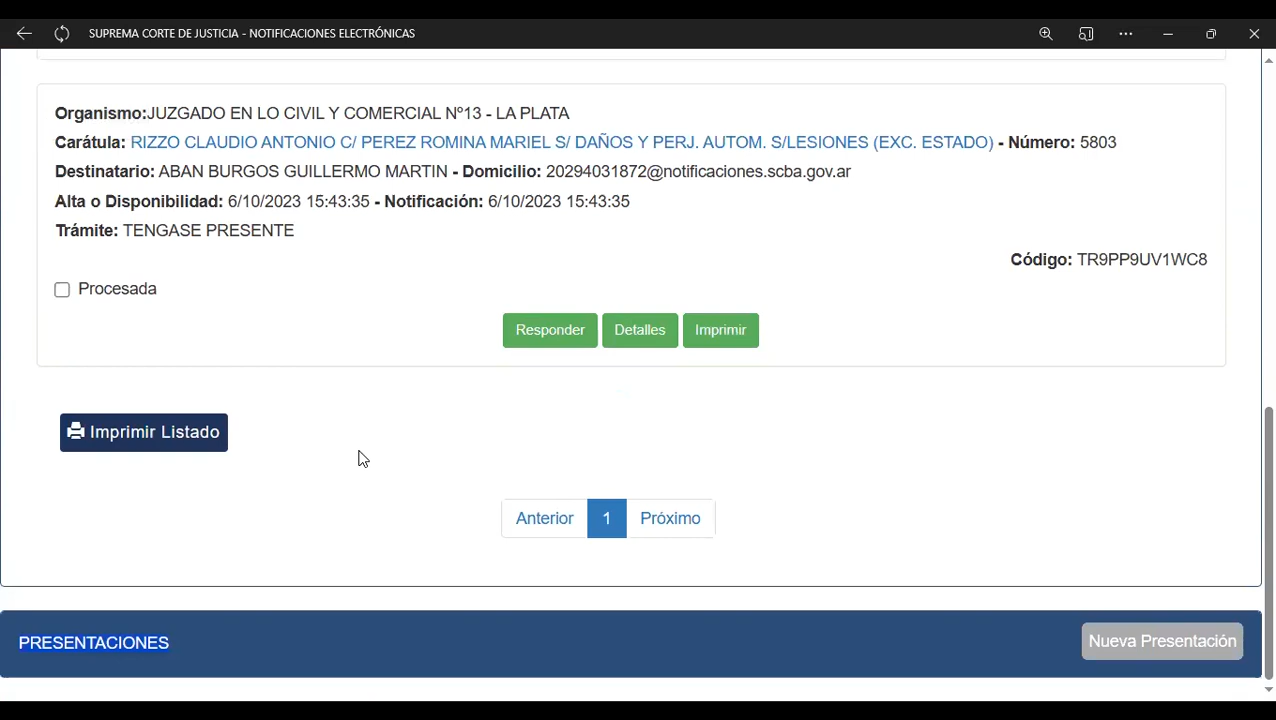 SUPREMA CORTE DE JUSTICIA - NOTIFICACIONES ELECTRÓNICAS
Organismo:JUZGADO EN LO CIVIL Y COMERCIAL Nº13 - LA PLATA
Carátula: RIZZO CLAUDIO ANTONIO C/ PEREZ ROMINA MARIEL S/ DAÑOS Y PERJ. AUTOM. S/LESIONES (EXC. ESTADO) - Número: 5803
Destinatario: ABAN BURGOS GUILLERMO MARTIN - Domicilio: 20294031872@notificaciones.scba.gov.ar
Alta o Disponibilidad: 6/10/2023 15:43:35 - Notificación: 6/10/2023 15:43:35
Trámite: TENGASE PRESENTE
Código: TR9PP9UV1WC8
Procesada
Responder Detalles Imprimir
Imprimir Listado
Anterior 1 Próximo
PRESENTACIONES Nueva Presentación